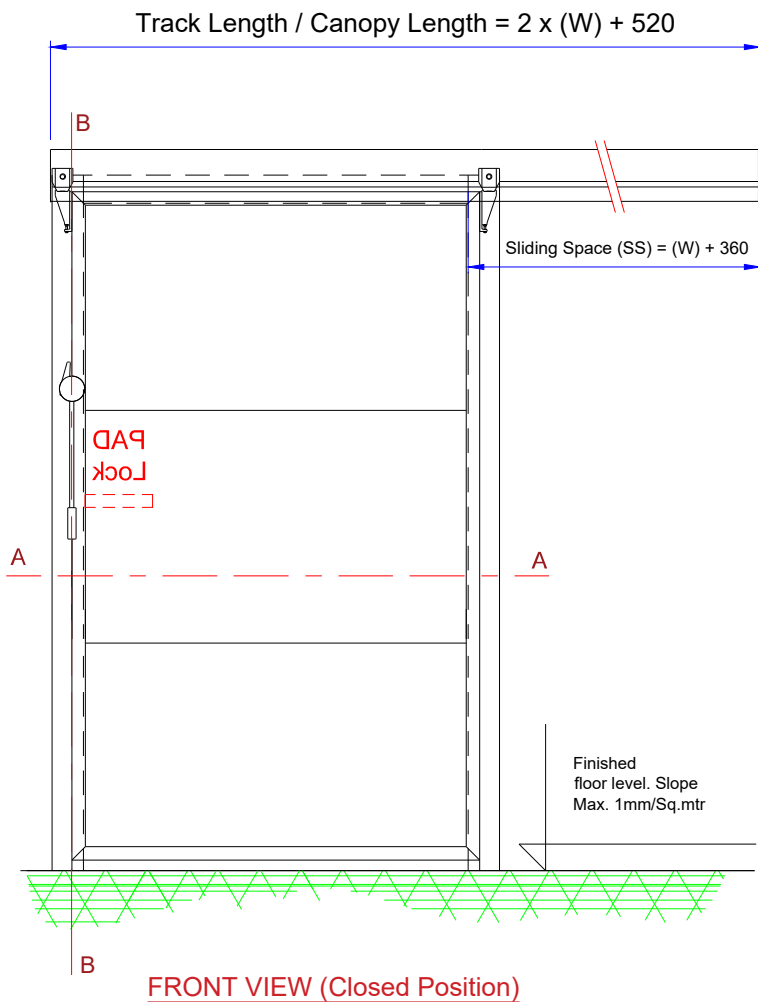 Track Length / Canopy Length = 2 x (W) + 520
B
Sliding Space (SS) = (W) + 360
PAD
Lock
A
A
Finished
floor level. Slope
Max. 1mm/Sq.mtr
B
FRONT VIEW (Closed Position)